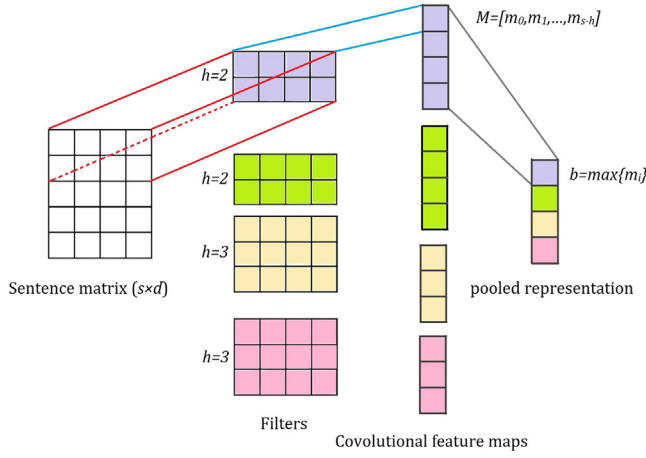 M=[m₀,m₁,...,mₛ₋ₕ]
h=2
h=2
b=max{mᵢ}
h=3
Sentence matrix (s×d)
pooled representation
h=3
Filters
Covolutional feature maps